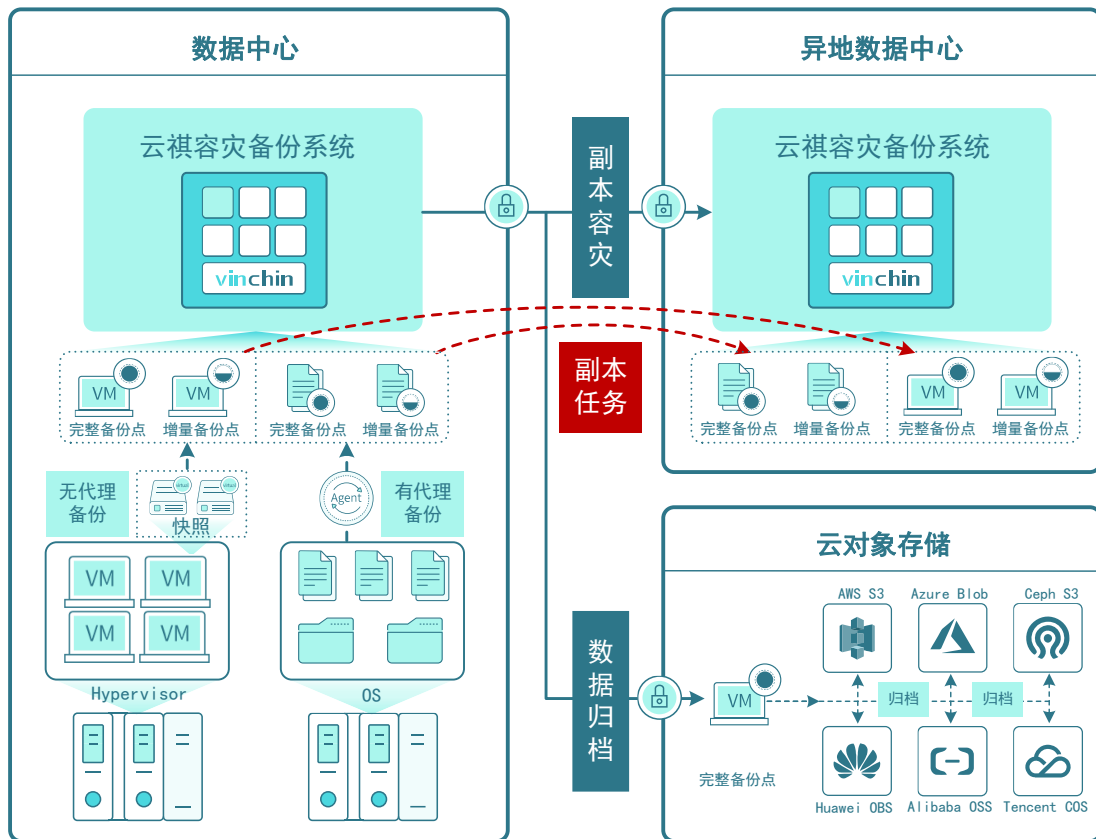 数据中心
云祺容灾备份系统
vinchin
VM
VM
完整备份点
增量备份点
完整备份点
增量备份点
无代理
备份
快照
Agent
有代理
备份
VM
VM
VM
VM
Hypervisor
OS
副
本
容
灾
副本
任务
数
据
归
档
异地数据中心
云祺容灾备份系统
vinchin
VM
VM
完整备份点
增量备份点
完整备份点
增量备份点
云对象存储
AWS S3
Azure Blob
Ceph S3
VM
归档
归档
完整备份点
Huawei OBS
Alibaba OSS
Tencent COS